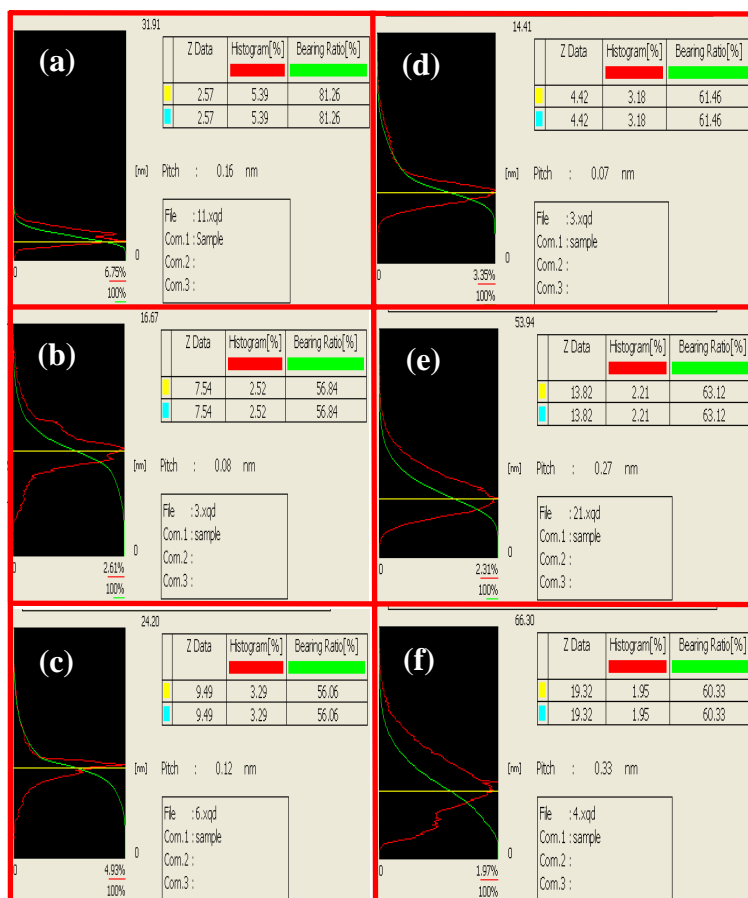 (a)
31.91
Z Data Histogram[%] Bearing Ratio[%]
2.57 5.39 81.26
2.57 5.39 81.26
[nm] Pitch : 0.16 nm
File : 11.xqd
Com.1 : Sample
Com.2 :
Com.3 :
0
0 6.75%
100%
(b)
16.67
Z Data Histogram[%] Bearing Ratio[%]
7.54 2.52 56.84
7.54 2.52 56.84
[nm] Pitch : 0.08 nm
File : 3.xqd
Com.1 : sample
Com.2 :
Com.3 :
0
0 2.61%
100%
(c)
24.20
Z Data Histogram[%] Bearing Ratio[%]
9.49 3.29 56.06
9.49 3.29 56.06
[nm] Pitch : 0.12 nm
File : 6.xqd
Com.1 : sample
Com.2 :
Com.3 :
0
0 4.93%
100%
(d)
14.41
Z Data Histogram[%] Bearing Ratio[%]
4.42 3.18 61.46
4.42 3.18 61.46
[nm] Pitch : 0.07 nm
File : 3.xqd
Com.1 : sample
Com.2 :
Com.3 :
0
0 3.35%
100%
(e)
53.94
Z Data Histogram[%] Bearing Ratio[%]
13.82 2.21 63.12
13.82 2.21 63.12
[nm] Pitch : 0.27 nm
File : 21.xqd
Com.1 : sample
Com.2 :
Com.3 :
0
0 2.31%
100%
(f)
66.30
Z Data Histogram[%] Bearing Ratio[%]
19.32 1.95 60.33
19.32 1.95 60.33
[nm] Pitch : 0.33 nm
File : 4.xqd
Com.1 : sample
Com.2 :
Com.3 :
0
0 1.97%
100%